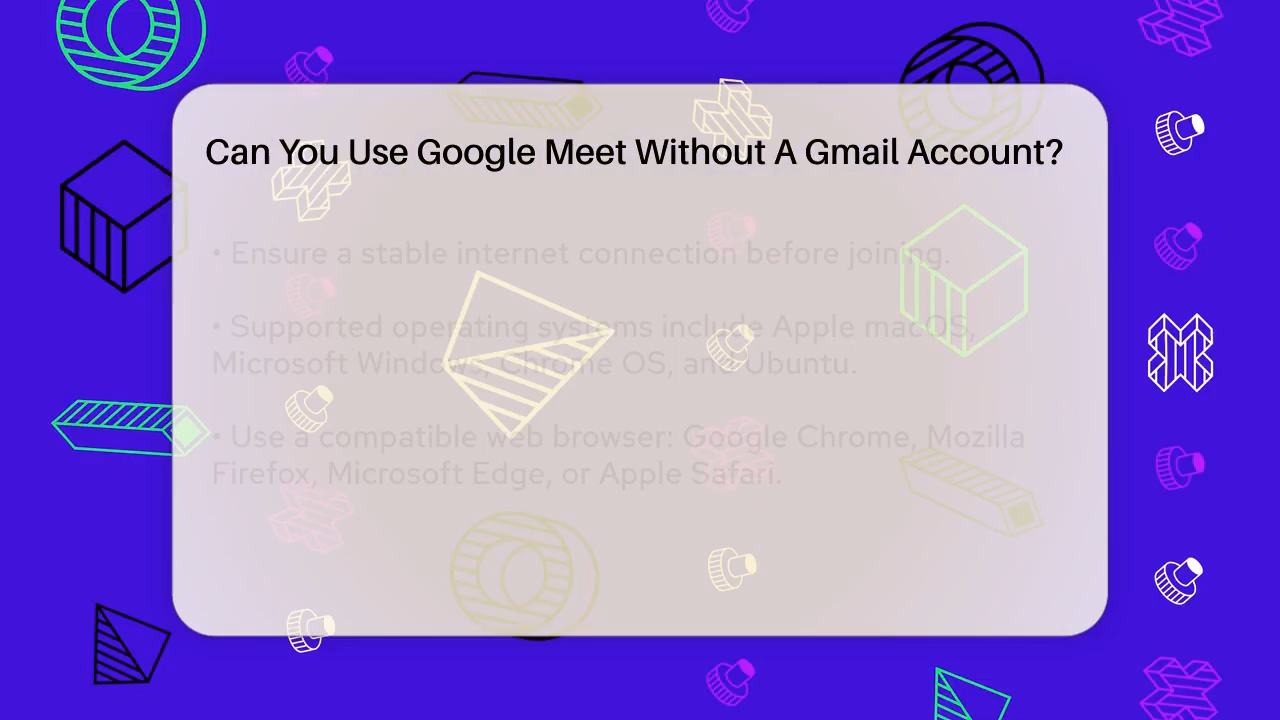 Can You Use Google Meet Without A Gmail Account?
• Ensure a stable internet connection before joining.
• Supported operating systems include Apple macOS,
Microsoft Windows, Chrome OS, and Ubuntu.
• Use a compatible web browser: Google Chrome, Mozilla
Firefox, Microsoft Edge, or Apple Safari.